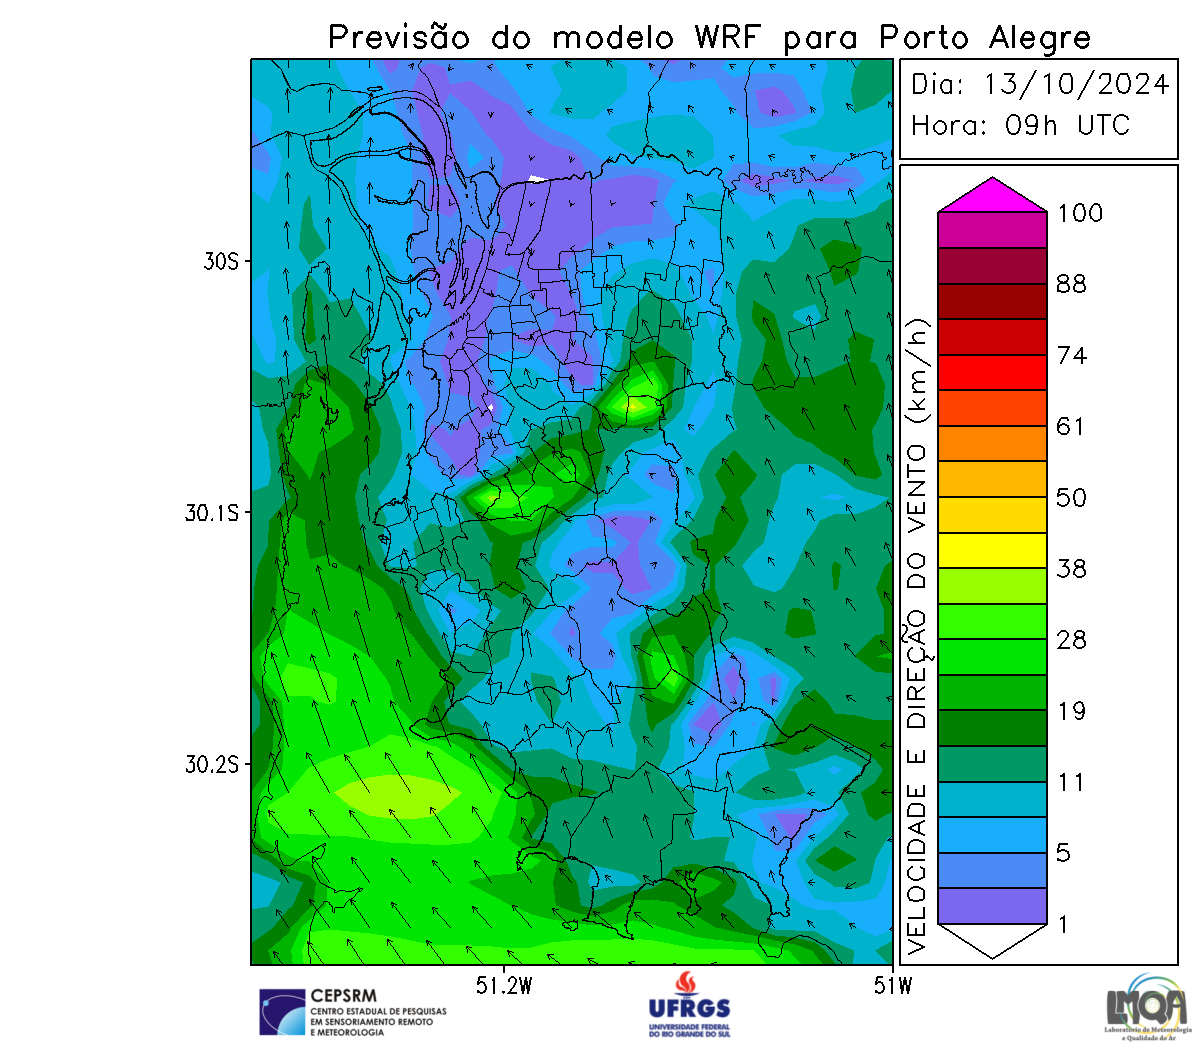 Previsão do modelo WRF para Porto Alegre
Dia: 13/10/2024
Hora: 09h UTC
100
88
74
61
50
38
28
19
11
5
1
VELOCIDADE E DIREÇÃO DO VENTO (km/h)
30S
30.1S
30.2S
51.2W
51W
CEPSRM
CENTRO ESTADUAL DE PESQUISAS
EM SENSORIAMENTO REMOTO
E METEOROLOGIA
UFRGS
UNIVERSIDADE FEDERAL
DO RIO GRANDE DO SUL
LMQA
Laboratório de Meteorologia
e Qualidade do Ar